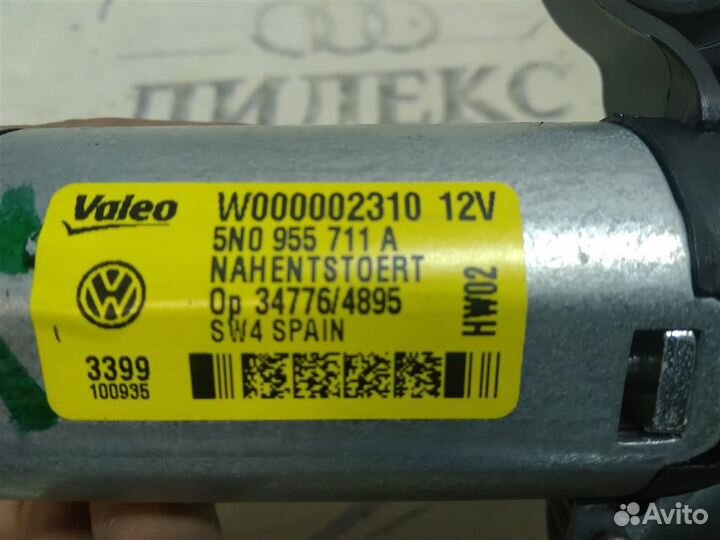 ПИЛЕКС
Valeo W000002310 12V
5N0 955 711 A
NAHENTSTOERT
Op 34776/4895
SW4 SPAIN
HW02
3399
100935
Avito